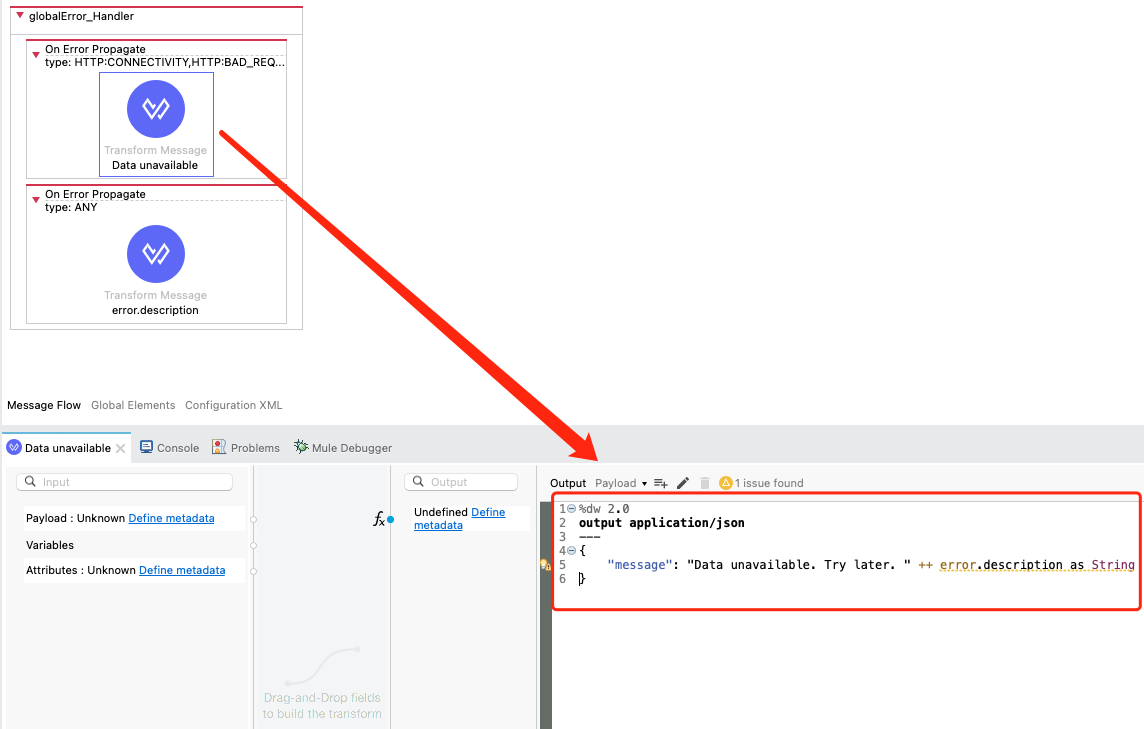 globalError_Handler
On Error Propagate
type: HTTP:CONNECTIVITY,HTTP:BAD_REQ...
Transform Message
Data unavailable
On Error Propagate
type: ANY
Transform Message
error.description
Message Flow Global Elements Configuration XML
Data unavailable Console Problems Mule Debugger
Input
Payload : Unknown Define metadata
Variables
Attributes : Unknown Define metadata
Drag-and-Drop fields
to build the transform
fx
Output
Undefined Define
metadata
Output Payload 1 issue found
1 %dw 2.0
2 output application/json
3 ---
4 {
5 "message": "Data unavailable. Try later. " ++ error.description as String
6 }